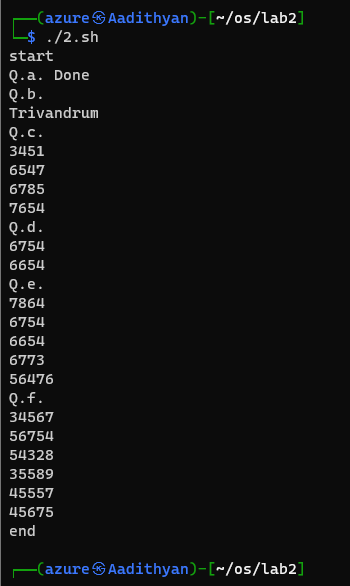 ┌──(azure㉿Aadithyan)-[~/os/lab2]
└─$ ./2.sh
start
Q.a. Done
Q.b.
Trivandrum
Q.c.
3451
6547
6785
7654
Q.d.
6754
6654
Q.e.
7864
6754
6654
6773
56476
Q.f.
34567
56754
54328
35589
45557
45675
end
┌──(azure㉿Aadithyan)-[~/os/lab2]